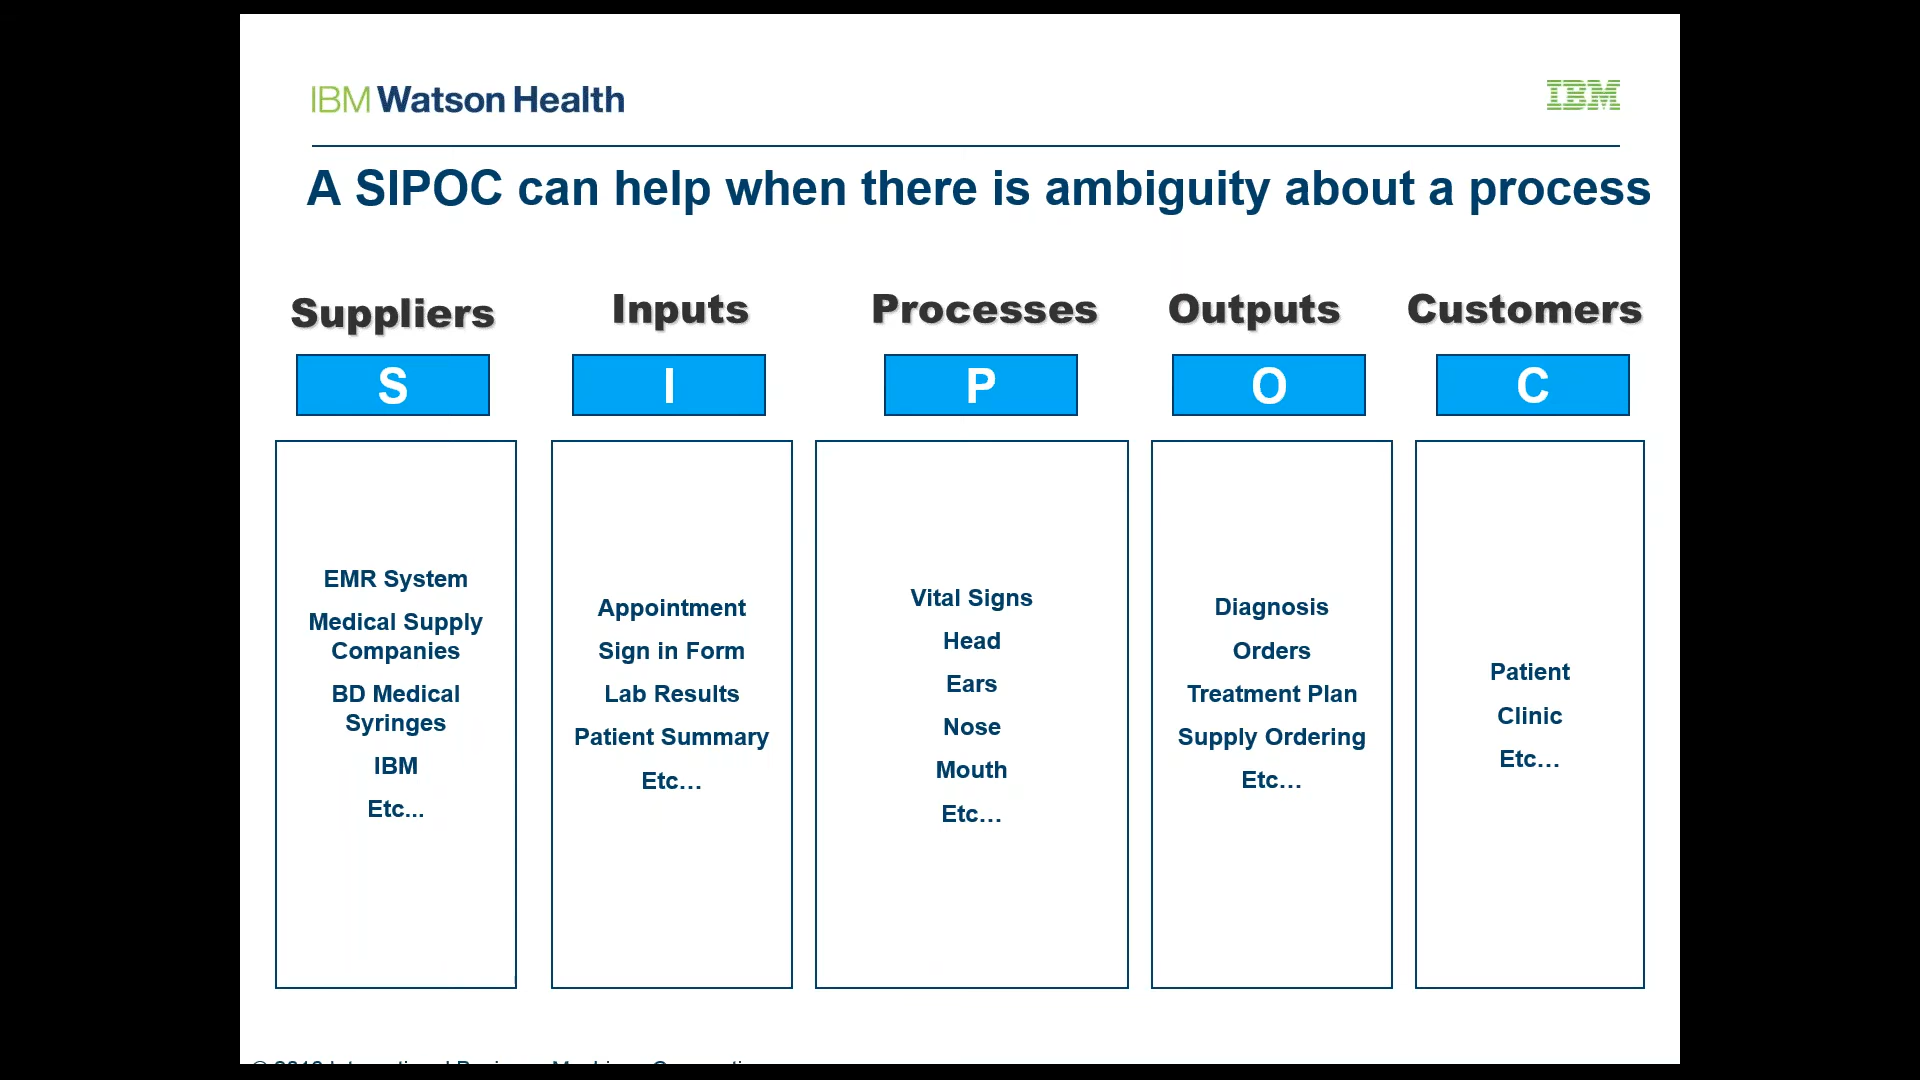 IBM Watson Health
IBM
A SIPOC can help when there is ambiguity about a process
Suppliers
Inputs
Processes
Outputs
Customers
S
I
P
O
C
EMR System
Medical Supply
Companies
BD Medical
Syringes
IBM
Etc...
Appointment
Sign in Form
Lab Results
Patient Summary
Etc…
Vital Signs
Head
Ears
Nose
Mouth
Etc…
Diagnosis
Orders
Treatment Plan
Supply Ordering
Etc…
Patient
Clinic
Etc…